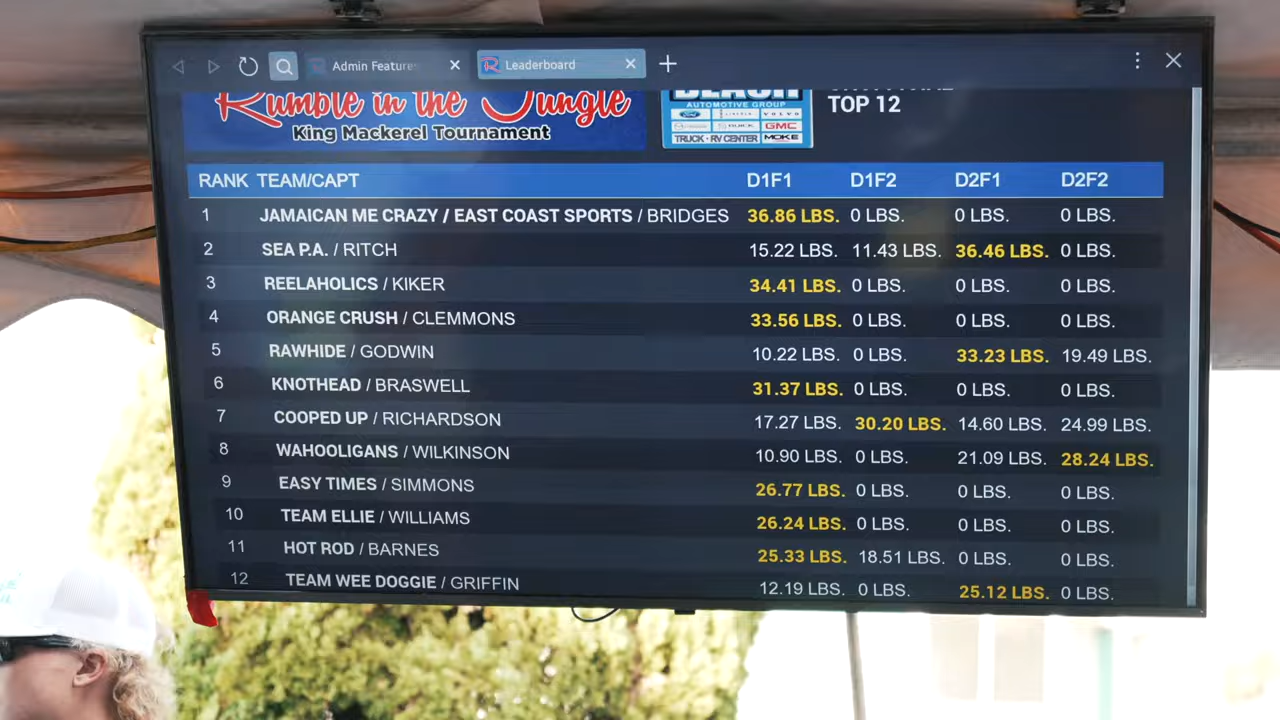 Admin Feature
Leaderboard
Rumble in the Jungle
King Mackerel Tournament
BEACH
AUTOMOTIVE GROUP
Ford VOLVO
BUICK GMC
TRUCK • RV CENTER MOKE
TOP 12
RANK TEAM/CAPT D1F1 D1F2 D2F1 D2F2
1 JAMAICAN ME CRAZY / EAST COAST SPORTS / BRIDGES 36.86 LBS. 0 LBS. 0 LBS. 0 LBS.
2 SEA P.A. / RITCH 15.22 LBS. 11.43 LBS. 36.46 LBS. 0 LBS.
3 REELAHOLICS / KIKER 34.41 LBS. 0 LBS. 0 LBS. 0 LBS.
4 ORANGE CRUSH / CLEMMONS 33.56 LBS. 0 LBS. 0 LBS. 0 LBS.
5 RAWHIDE / GODWIN 10.22 LBS. 0 LBS. 33.23 LBS. 19.49 LBS.
6 KNOTHEAD / BRASWELL 31.37 LBS. 0 LBS. 0 LBS. 0 LBS.
7 COOPED UP / RICHARDSON 17.27 LBS. 30.20 LBS. 14.60 LBS. 24.99 LBS.
8 WAHOOLIGANS / WILKINSON 10.90 LBS. 0 LBS. 21.09 LBS. 28.24 LBS.
9 EASY TIMES / SIMMONS 26.77 LBS. 0 LBS. 0 LBS. 0 LBS.
10 TEAM ELLIE / WILLIAMS 26.24 LBS. 0 LBS. 0 LBS. 0 LBS.
11 HOT ROD / BARNES 25.33 LBS. 18.51 LBS. 0 LBS. 0 LBS.
12 TEAM WEE DOGGIE / GRIFFIN 12.19 LBS. 0 LBS. 25.12 LBS. 0 LBS.